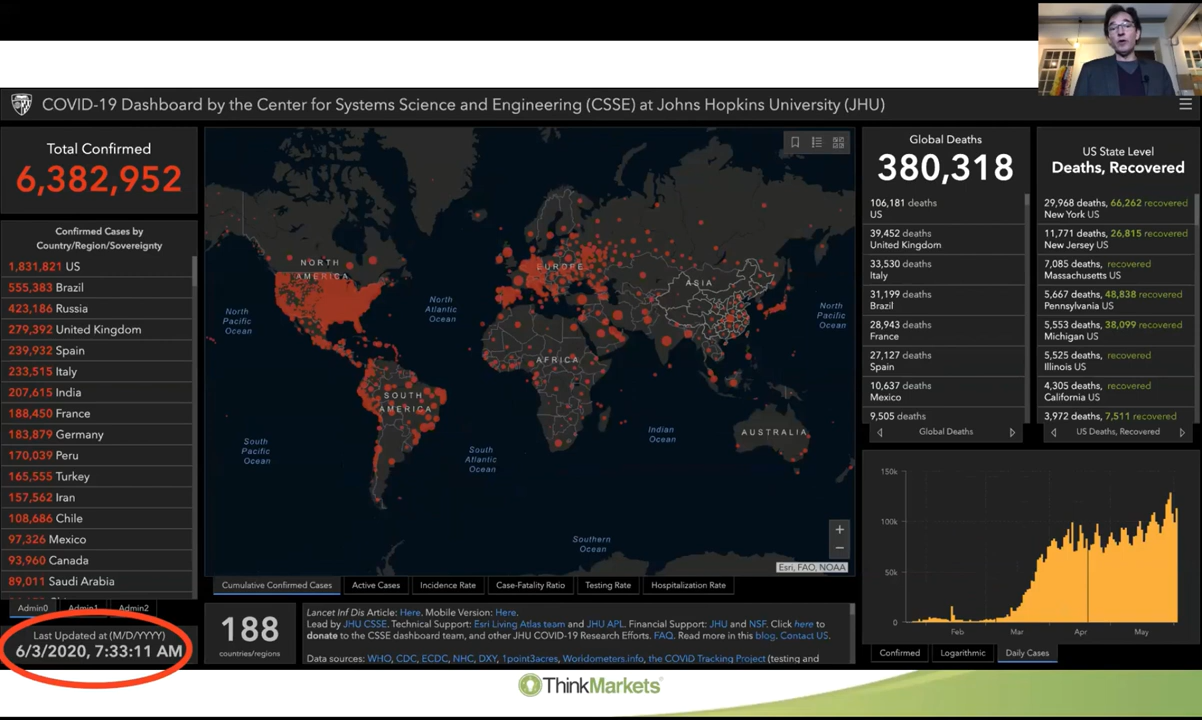 COVID-19 Dashboard by the Center for Systems Science and Engineering (CSSE) at Johns Hopkins University (JHU)
Total Confirmed
6,382,952
Confirmed Cases by
Country/Region/Sovereignty
1,831,821 US
555,383 Brazil
423,186 Russia
279,392 United Kingdom
239,932 Spain
233,515 Italy
207,615 India
188,450 France
183,879 Germany
170,039 Peru
165,555 Turkey
157,562 Iran
108,686 Chile
97,326 Mexico
93,960 Canada
89,011 Saudi Arabia
Admin0
Admin1
Admin2
Last Updated at (M/D/YYYY)
6/3/2020, 7:33:11 AM
NORTH
AMERICA
EUROPE
ASIA
North
Pacific
Ocean
North
Atlantic
Ocean
North
Pacific
Ocean
AFRICA
SOUTH
AMERICA
Indian
Ocean
AUSTRALIA
South
Pacific
Ocean
South
Atlantic
Ocean
Southern
Ocean
+
−
Esri, FAO, NOAA
Cumulative Confirmed Cases
Active Cases
Incidence Rate
Case-Fatality Ratio
Testing Rate
Hospitalization Rate
188
countries/regions
Lancet Inf Dis Article: Here. Mobile Version: Here.
Lead by JHU CSSE. Technical Support: Esri Living Atlas team and JHU APL. Financial Support: JHU and NSF. Click here to
donate to the CSSE dashboard team, and other JHU COVID-19 Research Efforts. FAQ. Read more in this blog. Contact US.
Data sources: WHO, CDC, ECDC, NHC, DXY, 1point3acres, Worldometers.info, the COVID Tracking Project (testing and
Global Deaths
380,318
106,181 deaths
US
39,452 deaths
United Kingdom
33,530 deaths
Italy
31,199 deaths
Brazil
28,943 deaths
France
27,127 deaths
Spain
10,637 deaths
Mexico
9,505 deaths
Global Deaths
US State Level
Deaths, Recovered
29,968 deaths, 66,262 recovered
New York US
11,771 deaths, 26,815 recovered
New Jersey US
7,085 deaths, recovered
Massachusetts US
5,667 deaths, 48,838 recovered
Pennsylvania US
5,553 deaths, 38,099 recovered
Michigan US
5,525 deaths, recovered
Illinois US
4,305 deaths, recovered
California US
3,972 deaths, 7,511 recovered
US Deaths, Recovered
150k
100k
50k
0
Feb
Mar
Apr
May
Confirmed
Logarithmic
Daily Cases
ThinkMarkets